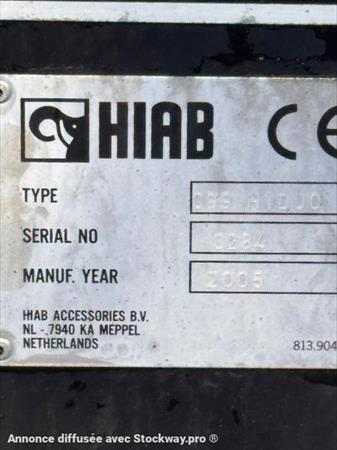 HIAB CE
TYPE
SERIAL NO 0284
MANUF. YEAR 2005
HIAB ACCESSORIES B.V.
NL - 7940 KA MEPPEL
NETHERLANDS 813.904
Annonce diffusée avec Stockway.pro ®